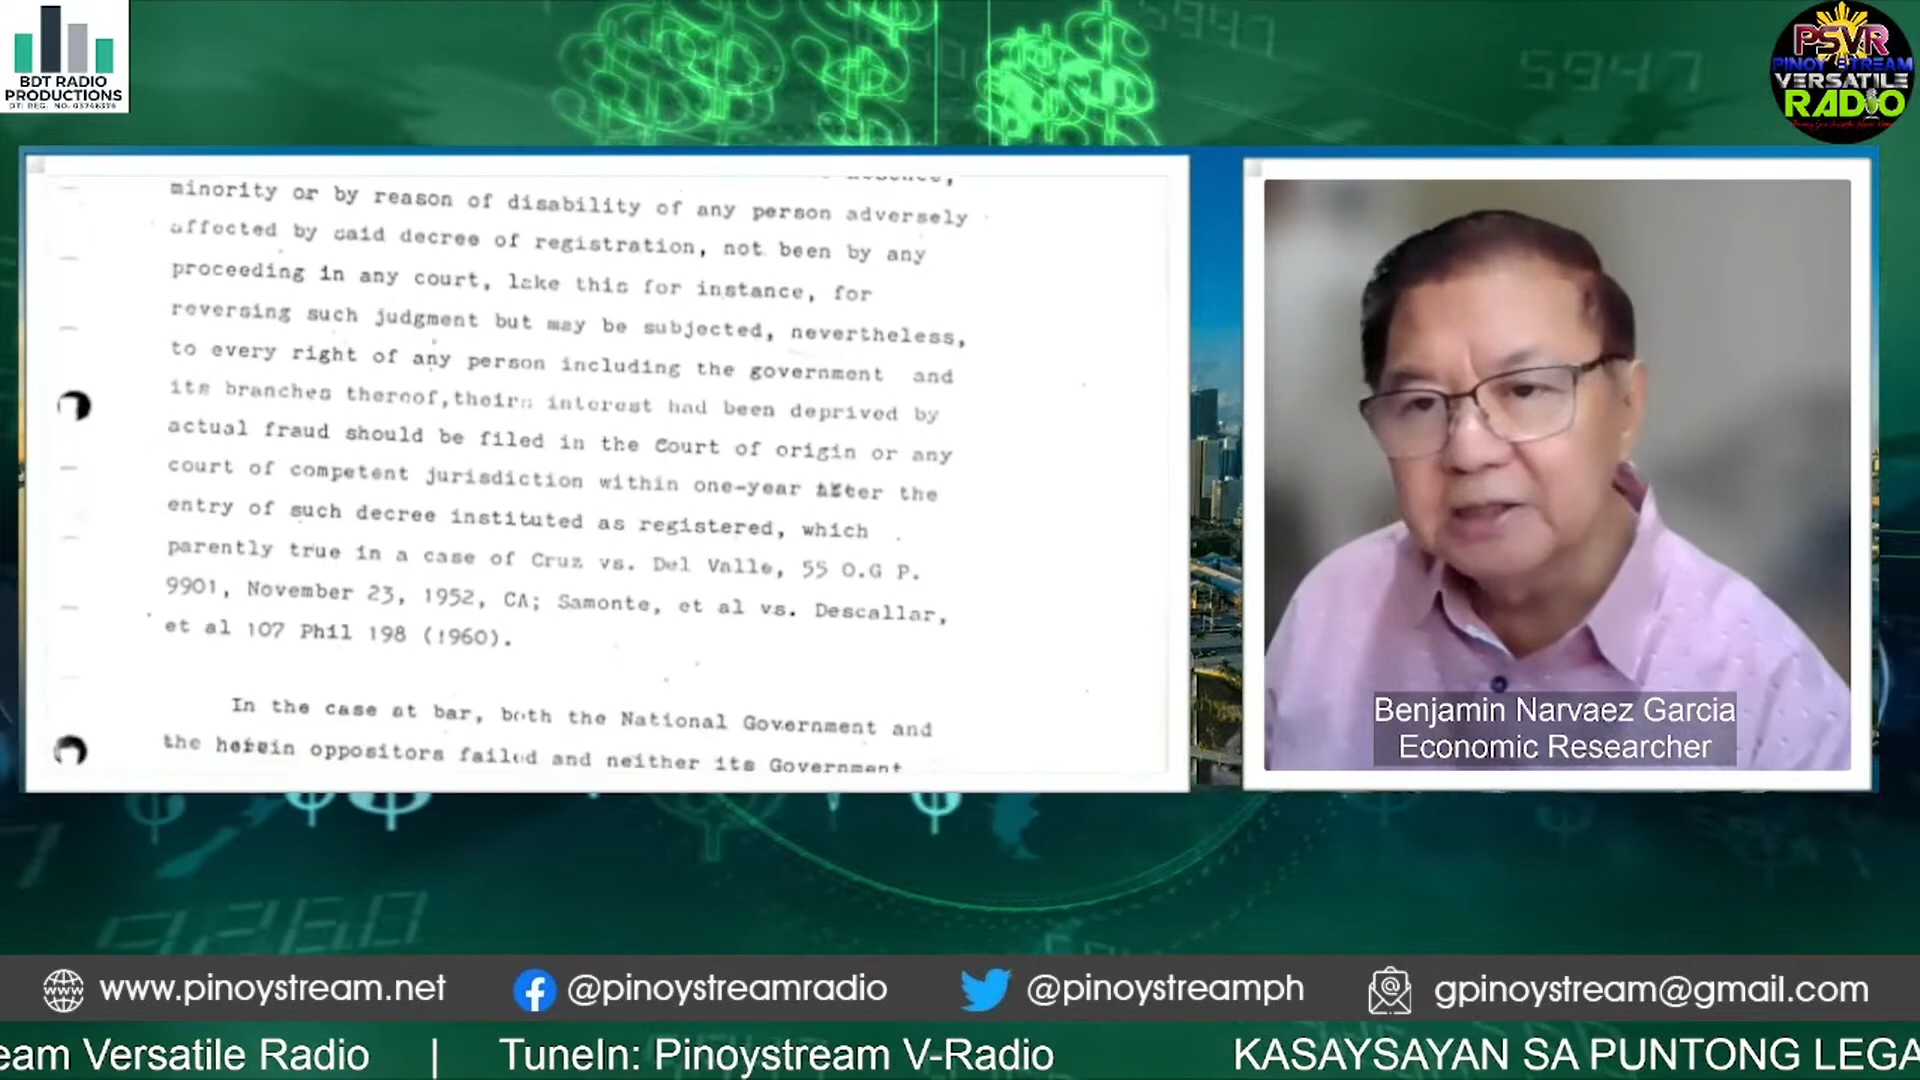 BDT RADIO
PRODUCTIONS
DTI REG. NO. 03746376
PSVR
PINOY STREAM
VERSATILE
RADIO
minority or by reason of disability of any person adversely
affected by said decree of registration, not been by any
proceeding in any court, lake this for instance, for
reversing such judgment but may be subjected, nevertheless,
to every right of any person including the government and
its branches thereof, theirs interest had been deprived by
actual fraud should be filed in the Court of origin or any
court of competent jurisdiction within one-year after the
entry of such decree instituted as registered, which
parently true in a case of Cruz vs. Del Valle, 55 O.G P.
9901, November 23, 1952, CA; Samonte, et al vs. Descallar,
et al 107 Phil 198 (1960).
In the case at bar, both the National Government and
the herein oppositors failed and neither its Government
Benjamin Narvaez Garcia
Economic Researcher
5947
9260
www.pinoystream.net
@pinoystreamradio
@pinoystreamph
gpinoystream@gmail.com
eam Versatile Radio | TuneIn: Pinoystream V-Radio KASAYSAYAN SA PUNTONG LEGA